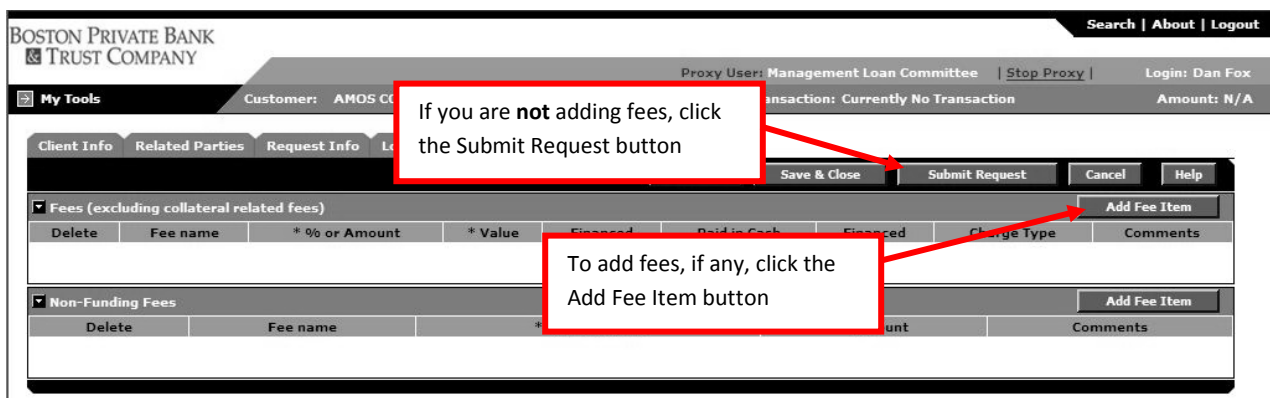 Search | About | Logout
BOSTON PRIVATE BANK
& TRUST COMPANY
Proxy User: Management Loan Committee | Stop Proxy | Login: Dan Fox
My Tools Customer: AMOS Currently No Transaction Amount: N/A
If you are not adding fees, click
the Submit Request button
Client Info Related Parties Request Info
Save & Close Submit Request Cancel Help
Fees (excluding collateral related fees) Add Fee Item
Delete Fee name * % or Amount * Value Financed Paid in Cash Financed Charge Type Comments
To add fees, if any, click the
Add Fee Item button
Non-Funding Fees Add Fee Item
Delete Fee name * Comments